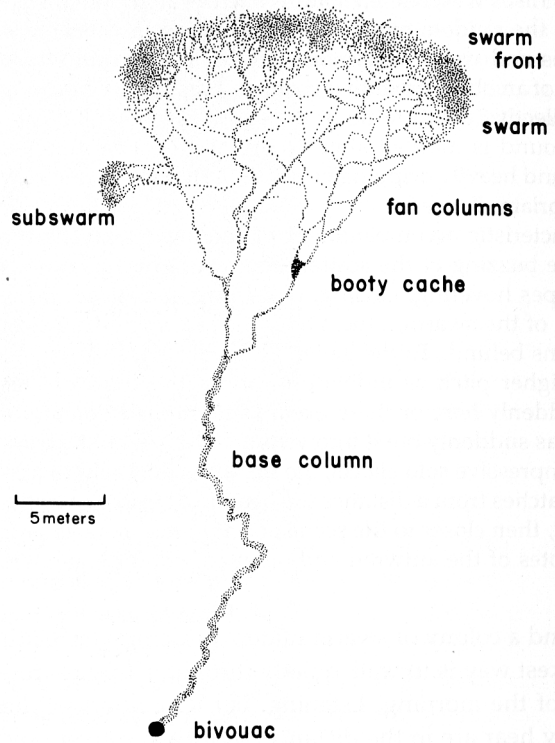 swarm
front
swarm
subswarm
fan columns
booty cache
base column
5 meters
bivouac